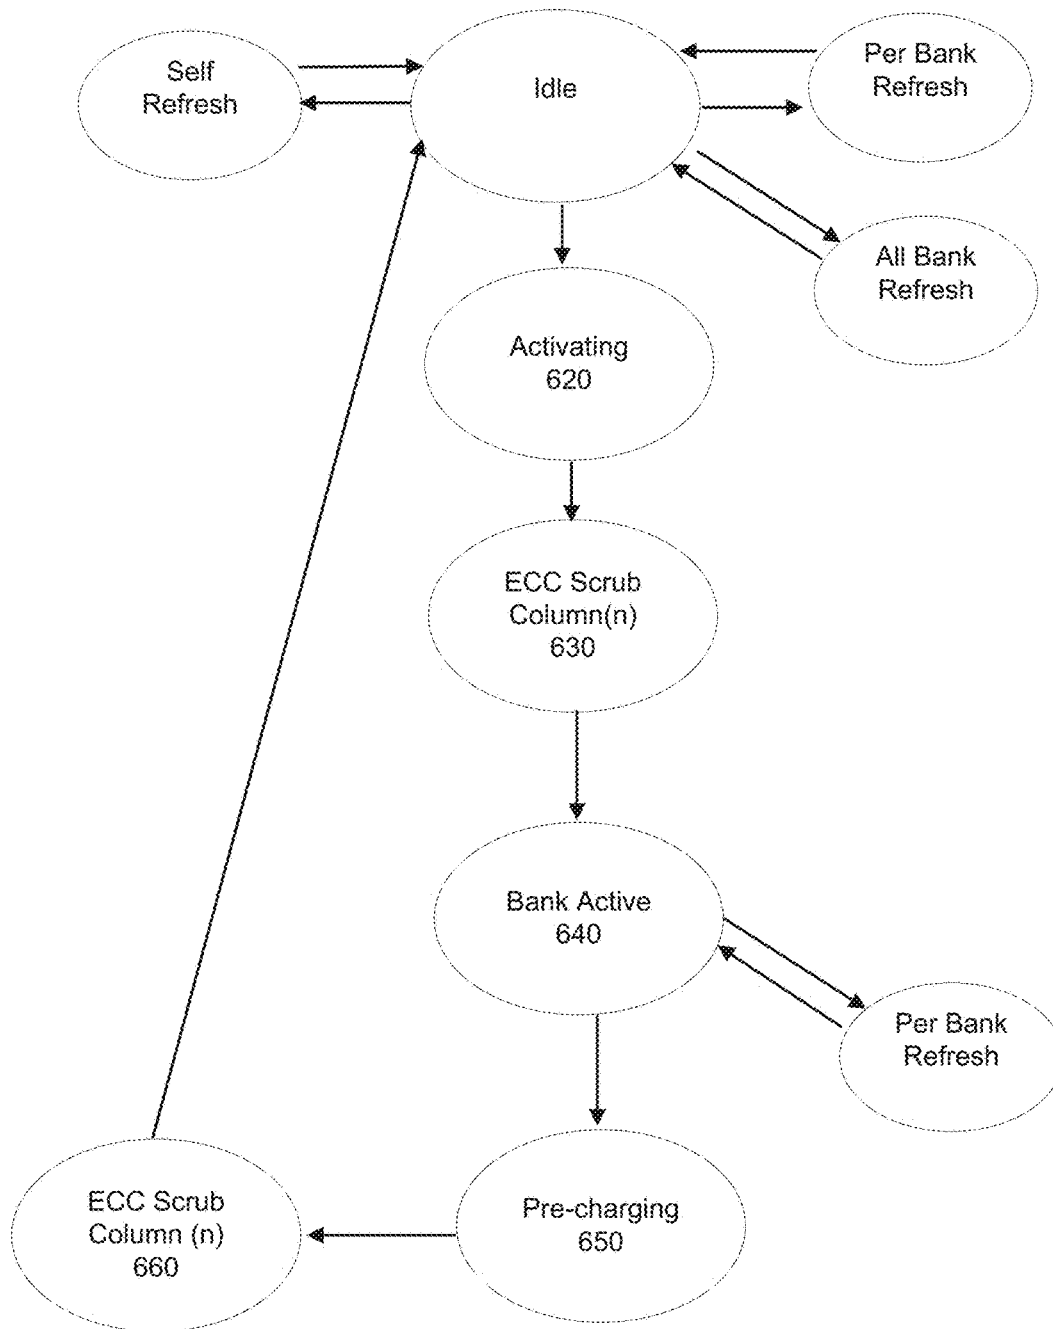 Self
Refresh
Idle
Per Bank
Refresh
All Bank
Refresh
Activating
620
ECC Scrub
Column(n)
630
Bank Active
640
Per Bank
Refresh
Pre-charging
650
ECC Scrub
Column (n)
660